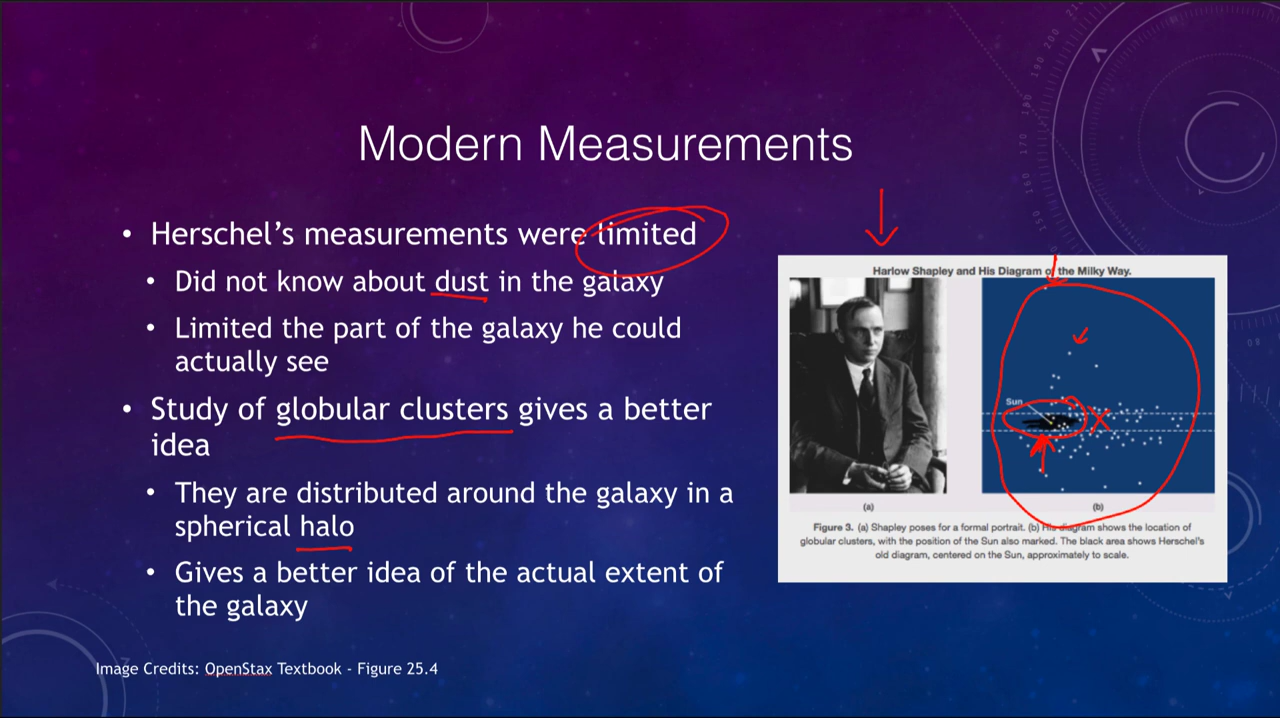 Modern Measurements
• Herschel's measurements were limited
• Did not know about dust in the galaxy
• Limited the part of the galaxy he could
actually see
• Study of globular clusters gives a better
idea
• They are distributed around the galaxy in a
spherical halo
• Gives a better idea of the actual extent of
the galaxy
Harlow Shapley and His Diagram of the Milky Way.
Sun
(a)
(b)
Figure 3. (a) Shapley poses for a formal portrait. (b) His diagram shows the location of
globular clusters, with the position of the Sun also marked. The black area shows Herschel's
old diagram, centered on the Sun, approximately to scale.
Image Credits: OpenStax Textbook - Figure 25.4